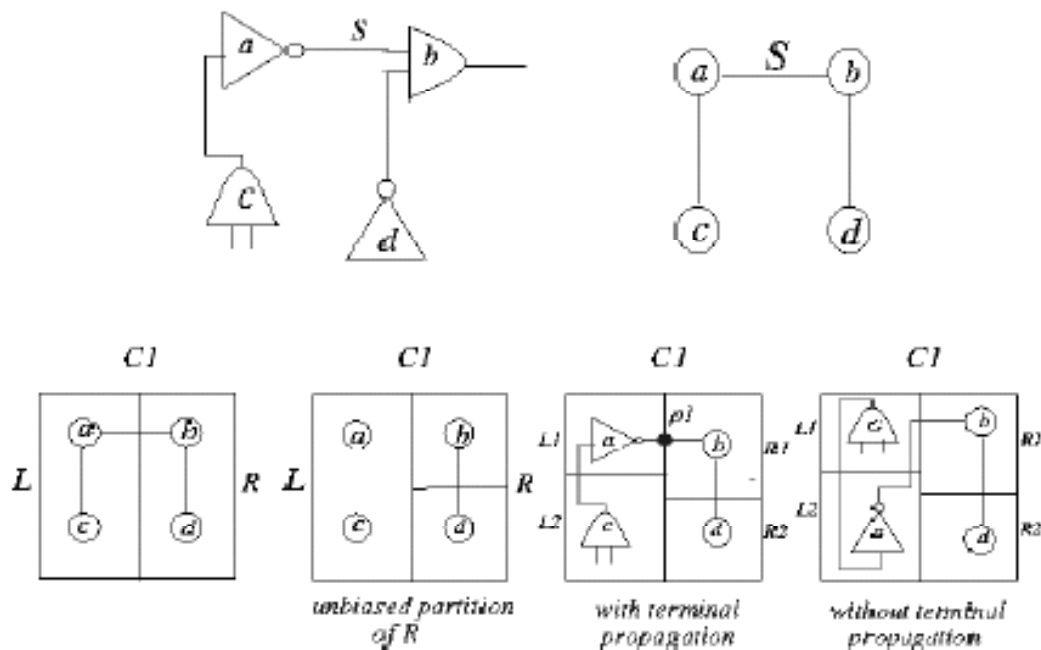 S
a
b
C
d
a S b
c d
C1 C1 C1 C1
a b
L R
c d
a b
L R
c d
p1
L1 a b R1
L2 c d R2
L1 b R1
L2 a d R2
unbiased partition
of R
with terminal
propagation
without terminal
propagation